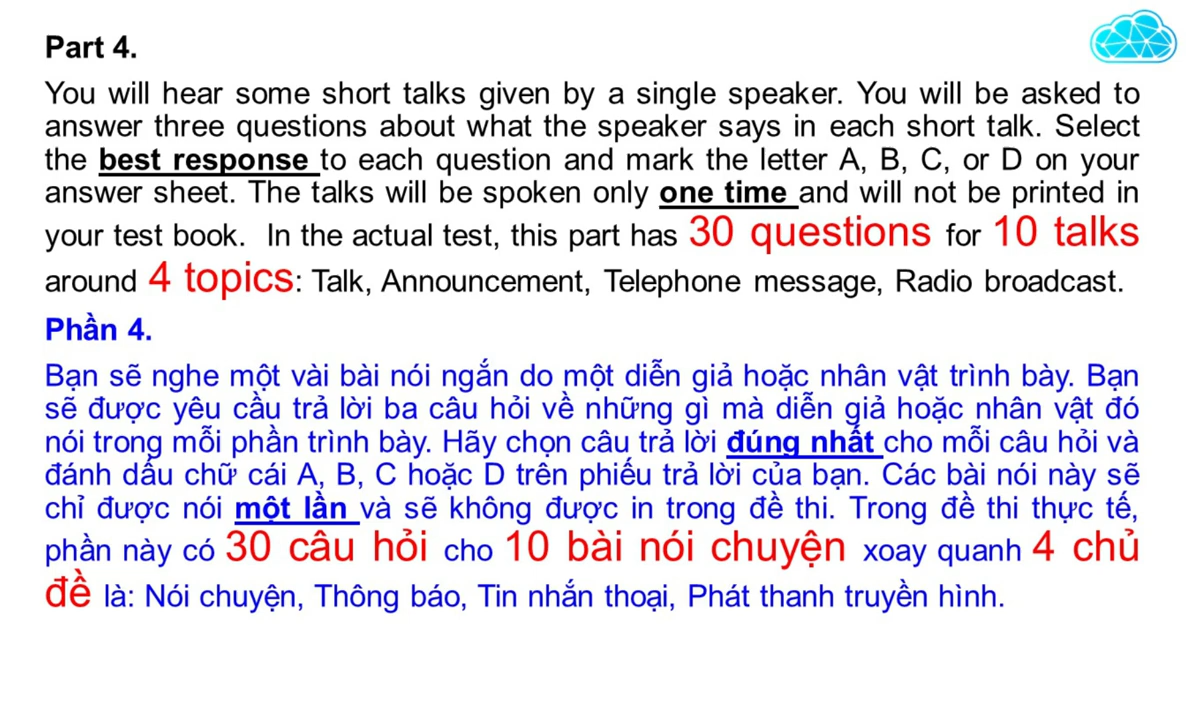 Part 4.
You will hear some short talks given by a single speaker. You will be asked to
answer three questions about what the speaker says in each short talk. Select
the best response to each question and mark the letter A, B, C, or D on your
answer sheet. The talks will be spoken only one time and will not be printed in
your test book. In the actual test, this part has 30 questions for 10 talks
around 4 topics: Talk, Announcement, Telephone message, Radio broadcast.
Phần 4.
Bạn sẽ nghe một vài bài nói ngắn do một diễn giả hoặc nhân vật trình bày. Bạn
sẽ được yêu cầu trả lời ba câu hỏi về những gì mà diễn giả hoặc nhân vật đó
nói trong mỗi phần trình bày. Hãy chọn câu trả lời đúng nhất cho mỗi câu hỏi và
đánh dấu chữ cái A, B, C hoặc D trên phiếu trả lời của bạn. Các bài nói này sẽ
chỉ được nói một lần và sẽ không được in trong đề thi. Trong đề thi thực tế,
phần này có 30 câu hỏi cho 10 bài nói chuyện xoay quanh 4 chủ
đề là: Nói chuyện, Thông báo, Tin nhắn thoại, Phát thanh truyền hình.